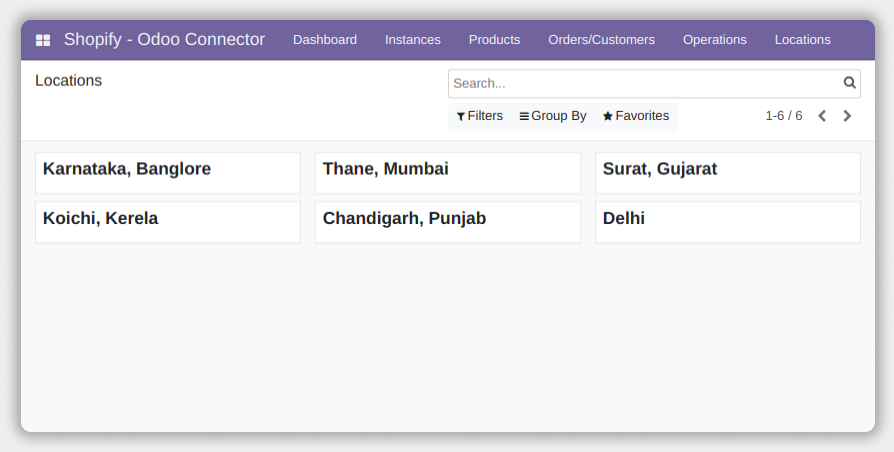 Shopify - Odoo Connector Dashboard Instances Products Orders/Customers Operations Locations
Locations
Search...
Filters Group By Favorites 1-6 / 6
Karnataka, Banglore Thane, Mumbai Surat, Gujarat
Koichi, Kerela Chandigarh, Punjab Delhi